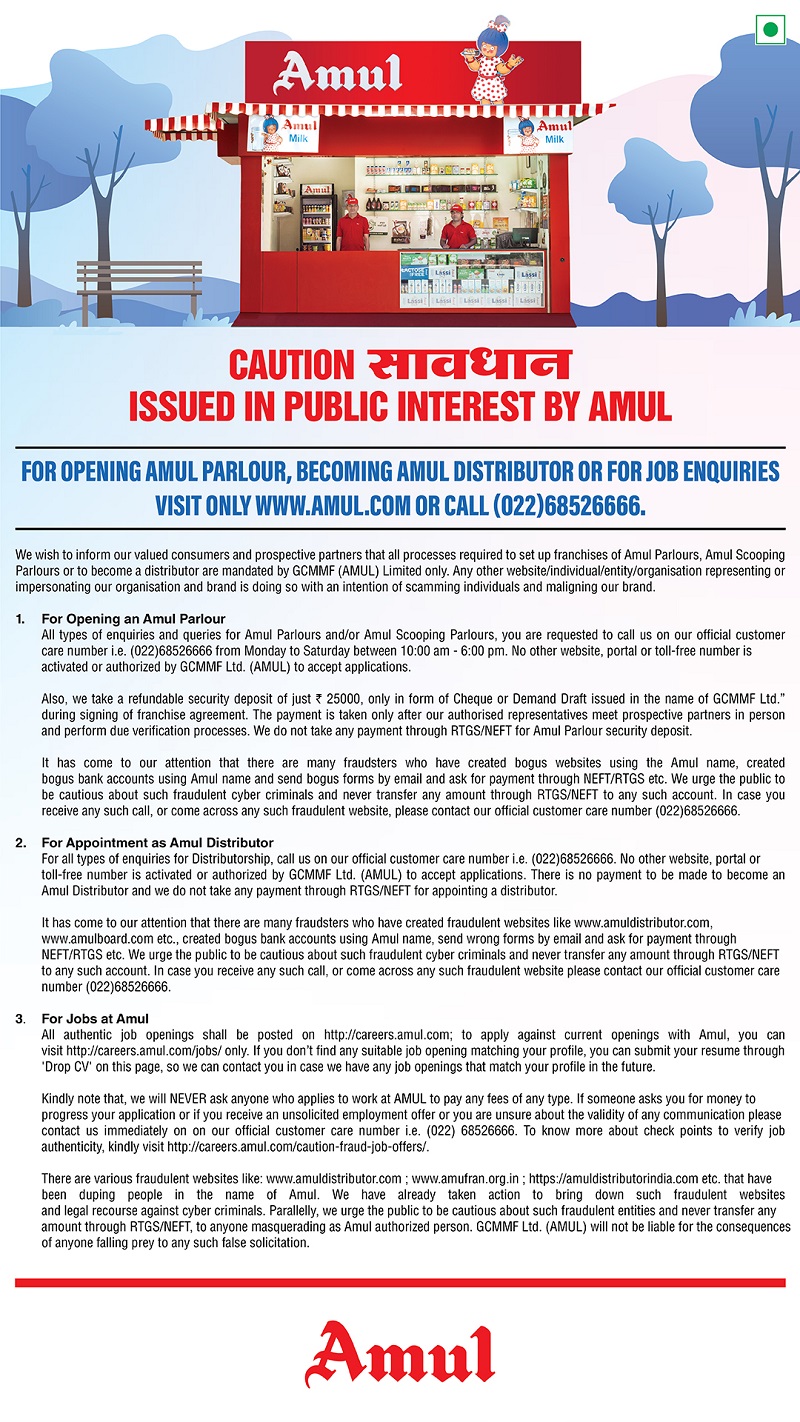 Amul
Amul
Milk
Amul
Milk
Amul
LACTOSE
FREE
Lassi
Lassi
CAUTION सावधान
ISSUED IN PUBLIC INTEREST BY AMUL
FOR OPENING AMUL PARLOUR, BECOMING AMUL DISTRIBUTOR OR FOR JOB ENQUIRIES
VISIT ONLY WWW.AMUL.COM OR CALL (022)68526666.
We wish to inform our valued consumers and prospective partners that all processes required to set up franchises of Amul Parlours, Amul Scooping
Parlours or to become a distributor are mandated by GCMMF (AMUL) Limited only. Any other website/individual/entity/organisation representing or
impersonating our organisation and brand is doing so with an intention of scamming individuals and maligning our brand.
1. For Opening an Amul Parlour
All types of enquiries and queries for Amul Parlours and/or Amul Scooping Parlours, you are requested to call us on our official customer
care number i.e. (022)68526666 from Monday to Saturday between 10:00 am - 6:00 pm. No other website, portal or toll-free number is
activated or authorized by GCMMF Ltd. (AMUL) to accept applications.
Also, we take a refundable security deposit of just ₹ 25000, only in form of Cheque or Demand Draft issued in the name of GCMMF Ltd.”
during signing of franchise agreement. The payment is taken only after our authorised representatives meet prospective partners in person
and perform due verification processes. We do not take any payment through RTGS/NEFT for Amul Parlour security deposit.
It has come to our attention that there are many fraudsters who have created bogus websites using the Amul name, created
bogus bank accounts using Amul name and send bogus forms by email and ask for payment through NEFT/RTGS etc. We urge the public to
be cautious about such fraudulent cyber criminals and never transfer any amount through RTGS/NEFT to any such account. In case you
receive any such call, or come across any such fraudulent website, please contact our official customer care number (022)68526666.
2. For Appointment as Amul Distributor
For all types of enquiries for Distributorship, call us on our official customer care number i.e. (022)68526666. No other website, portal or
toll-free number is activated or authorized by GCMMF Ltd. (AMUL) to accept applications. There is no payment to be made to become an
Amul Distributor and we do not take any payment through RTGS/NEFT for appointing a distributor.
It has come to our attention that there are many fraudsters who have created fraudulent websites like www.amuldistributor.com,
www.amulboard.com etc., created bogus bank accounts using Amul name, send wrong forms by email and ask for payment through
NEFT/RTGS etc. We urge the public to be cautious about such fraudulent cyber criminals and never transfer any amount through RTGS/NEFT
to any such account. In case you receive any such call, or come across any such fraudulent website please contact our official customer care
number (022)68526666.
3. For Jobs at Amul
All authentic job openings shall be posted on http://careers.amul.com; to apply against current openings with Amul, you can
visit http://careers.amul.com/jobs/ only. If you don’t find any suitable job opening matching your profile, you can submit your resume through
‘Drop CV’ on this page, so we can contact you in case we have any job openings that match your profile in the future.
Kindly note that, we will NEVER ask anyone who applies to work at AMUL to pay any fees of any type. If someone asks you for money to
progress your application or if you receive an unsolicited employment offer or you are unsure about the validity of any communication please
contact us immediately on on our official customer care number i.e. (022) 68526666. To know more about check points to verify job
authenticity, kindly visit http://careers.amul.com/caution-fraud-job-offers/.
There are various fraudulent websites like: www.amuldistributor.com ; www.amufran.org.in ; https://amuldistributorindia.com etc. that have
been duping people in the name of Amul. We have already taken action to bring down such fraudulent websites
and legal recourse against cyber criminals. Parallelly, we urge the public to be cautious about such fraudulent entities and never transfer any
amount through RTGS/NEFT, to anyone masquerading as Amul authorized person. GCMMF Ltd. (AMUL) will not be liable for the consequences
of anyone falling prey to any such false solicitation.
Amul